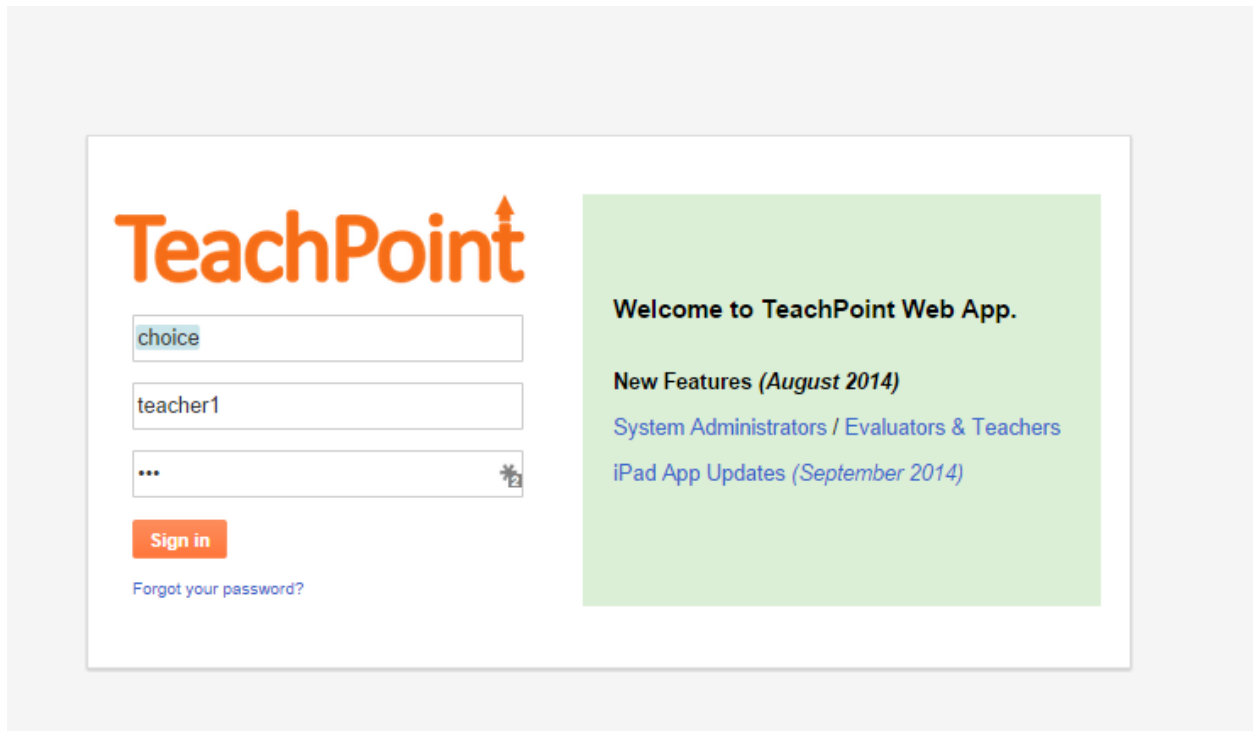 TeachPoint
choice
teacher1
•••
Sign in
Forgot your password?
Welcome to TeachPoint Web App.
New Features (August 2014)
System Administrators / Evaluators & Teachers
iPad App Updates (September 2014)